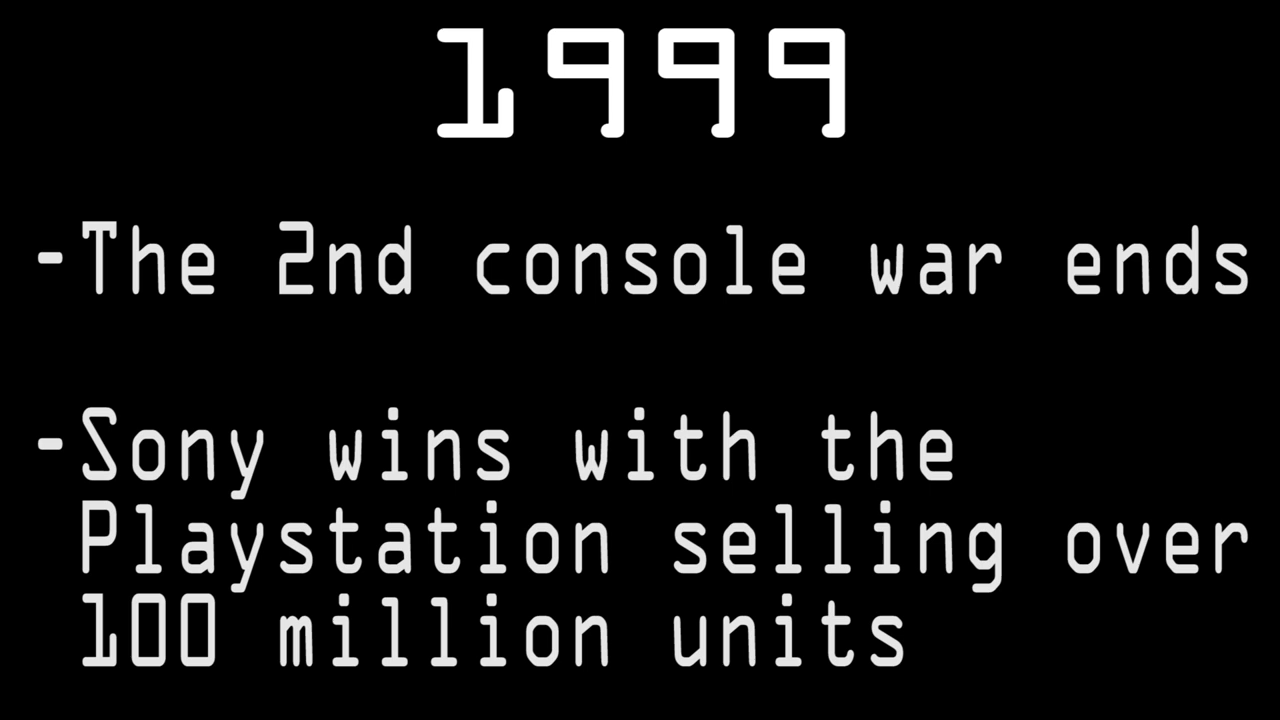 1999
-The 2nd console war ends
-Sony wins with the
Playstation selling over
100 million units